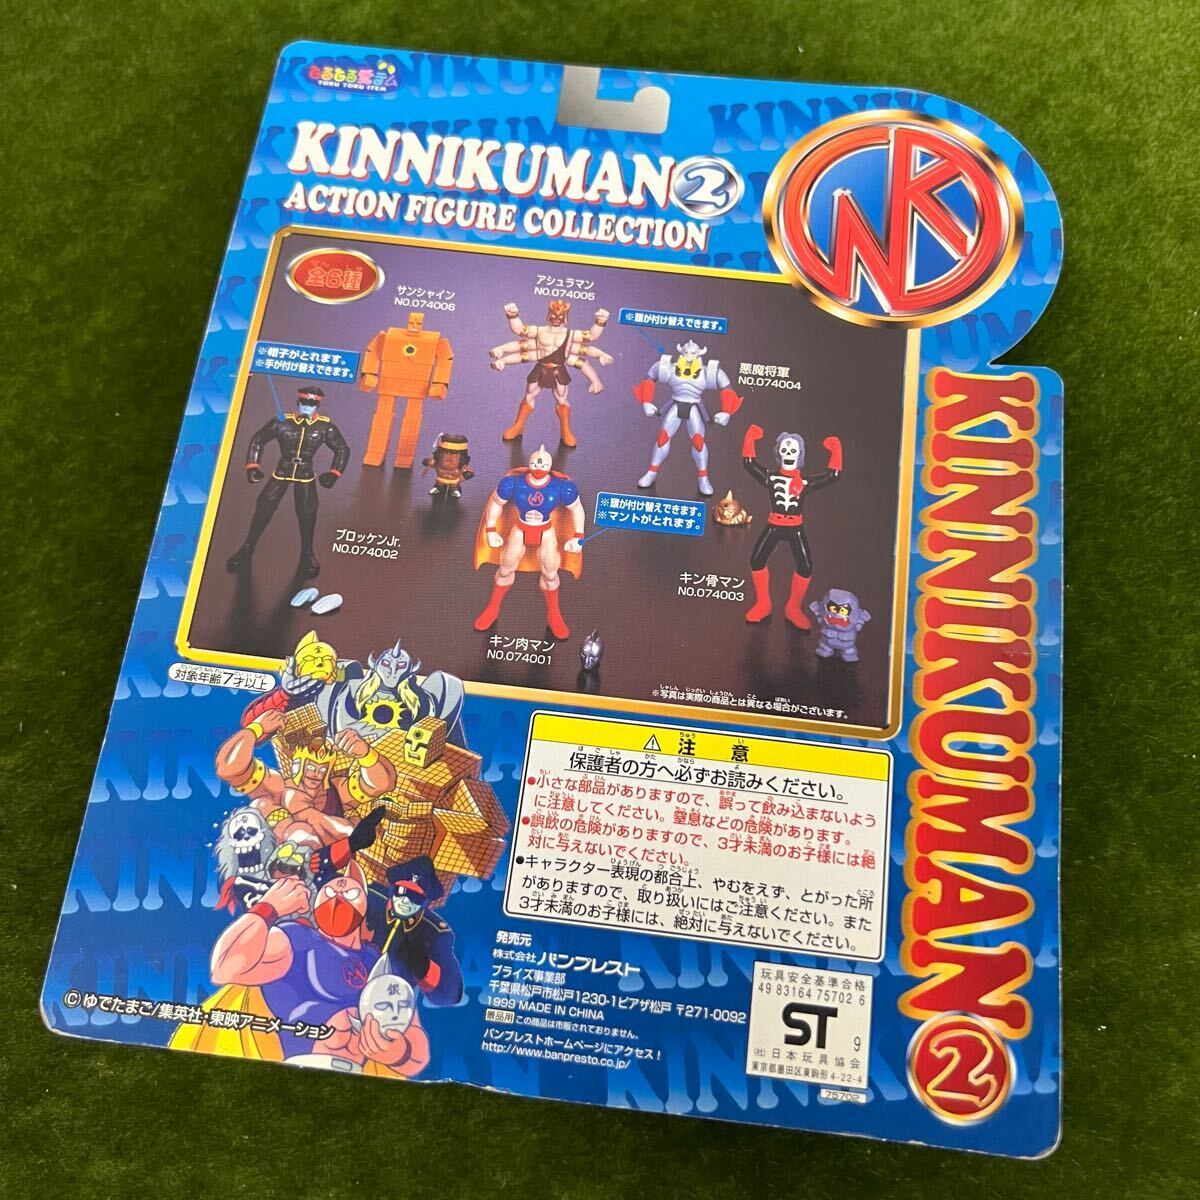 とるとる愛テム
TORU TORU ITEM
KINNIKUMAN 2
ACTION FIGURE COLLECTION
全6種
サンシャイン
NO.074006
アシュラマン
NO.074005
※頭が付け替えできます。
悪魔将軍
NO.074004
※帽子がとれます。
※手が付け替えできます。
ブロッケンJr.
NO.074002
※頭が付け替えできます。
※マントがとれます。
キン骨マン
NO.074003
キン肉マン
NO.074001
※写真は実際の商品とは異なる場合がございます。
対象年齢7才以上
⚠注意
保護者の方へ必ずお読みください。
●小さな部品がありますので、誤って飲み込まないよう
に注意してください。窒息などの危険があります。
●誤飲の危険がありますので、3才未満のお子様には絶
対に与えないでください。
●キャラクター表現の都合上、やむをえず、とがった所
がありますので、取り扱いにはご注意ください。また
3才未満のお子様には、絶対に与えないでください。
発売元
株式会社 バンプレスト
プライズ事業部
千葉県松戸市松戸1230-1ピアザ松戸 〒271-0092
1999 MADE IN CHINA
景品用 この商品は市販されておりません。
バンプレストホームページにアクセス!
http://www.banpresto.co.jp/
玩具安全基準合格
49 83164 75702 6
ST 9
(社)日本玩具協会
東京都墨田区東駒形4-22-4
75702
©ゆでたまご/集英社・東映アニメーション
KINNIKUMAN 2